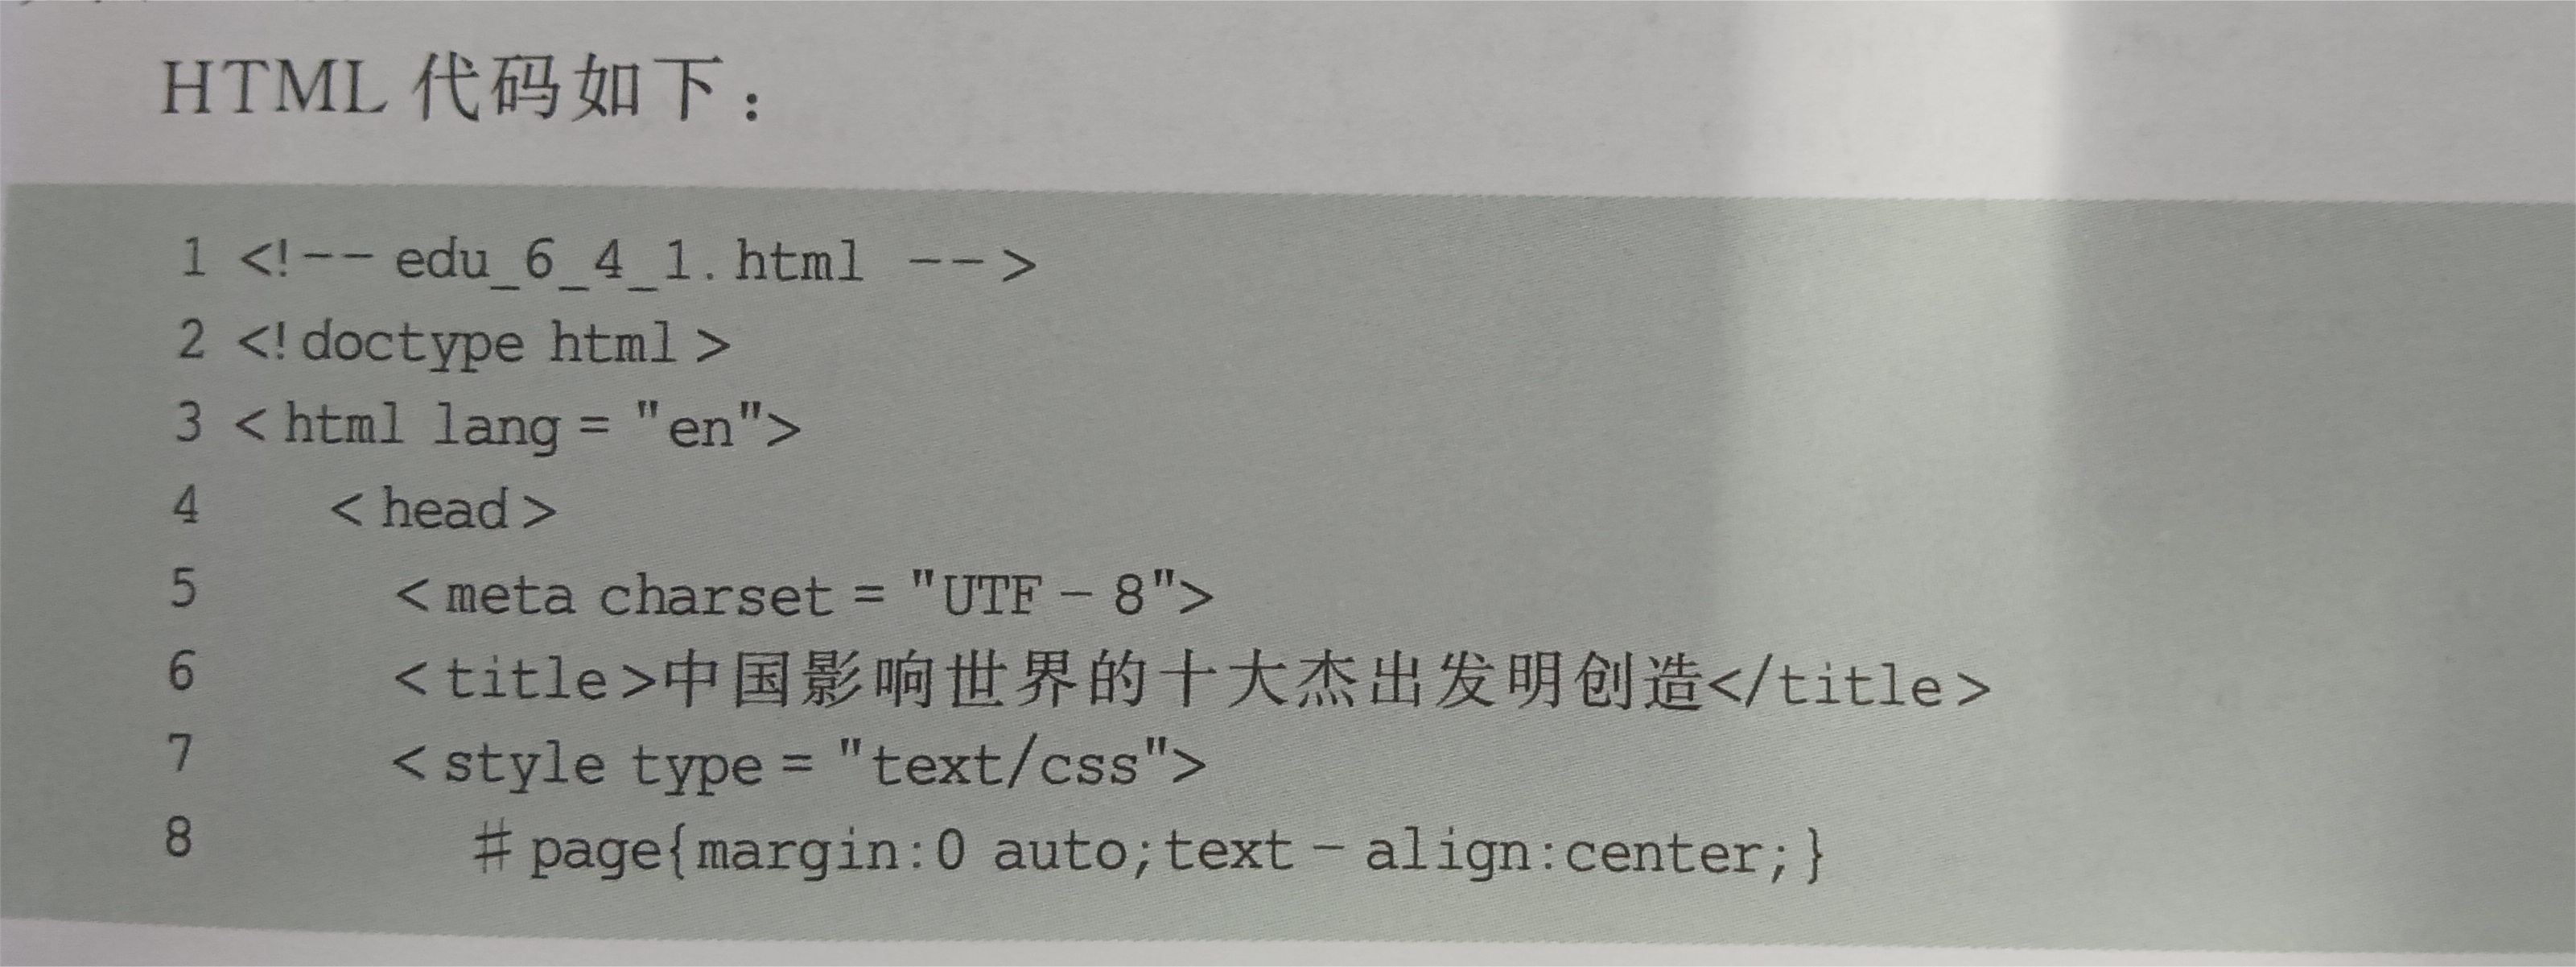 HTML 代码如下：
1 <!-- edu_6_4_1.html -->
2 <!doctype html>
3 <html lang = "en">
4 <head>
5 <meta charset = "UTF-8">
6 <title>中国影响世界的十大杰出发明创造</title>
7 <style type = "text/css">
8 #page{margin:0 auto;text-align:center;}